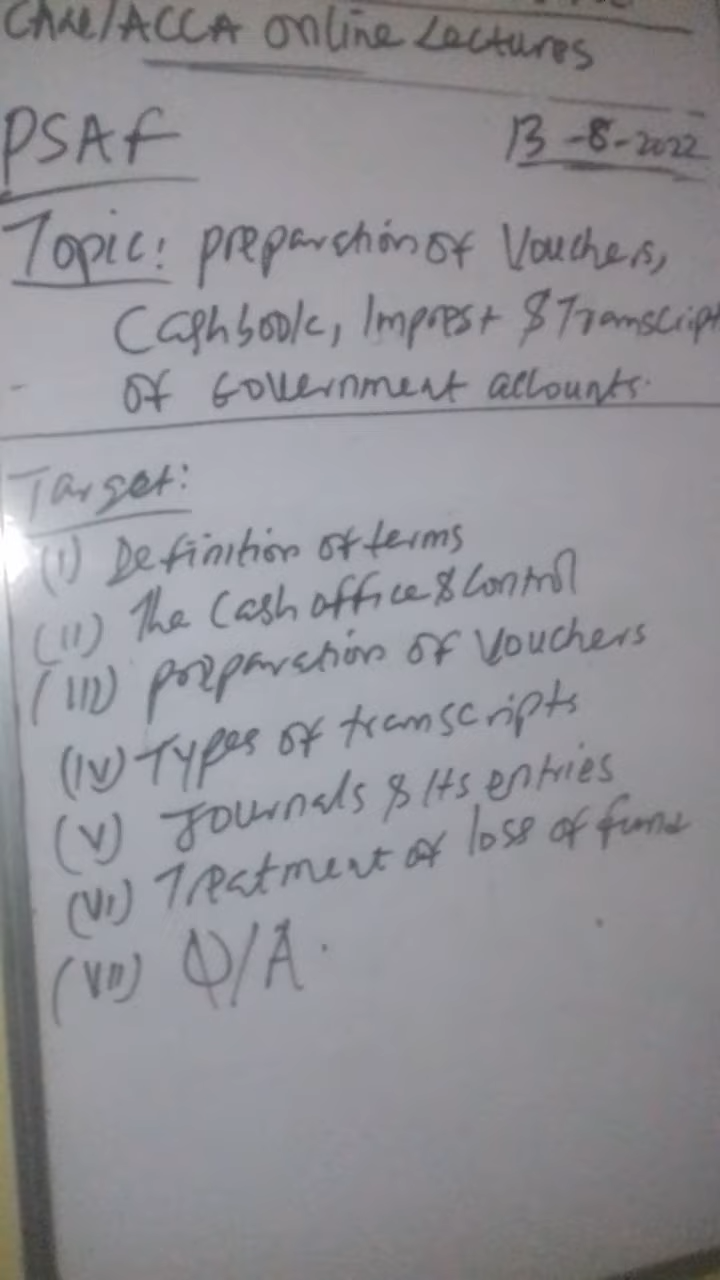 /ACCA online Lectures
PSAF
13-8-2022
Topic: preparation of Vouchers,
Cashbook, Imprest & Transcript
of Government accounts.
Target:
(I) Definition of terms
(II) The Cash office & Control
(III) preparation of Vouchers
(IV) Types of transcripts
(V) Journals & Its entries
(VI) Treatment of loss of fund
(VII) Q/A.